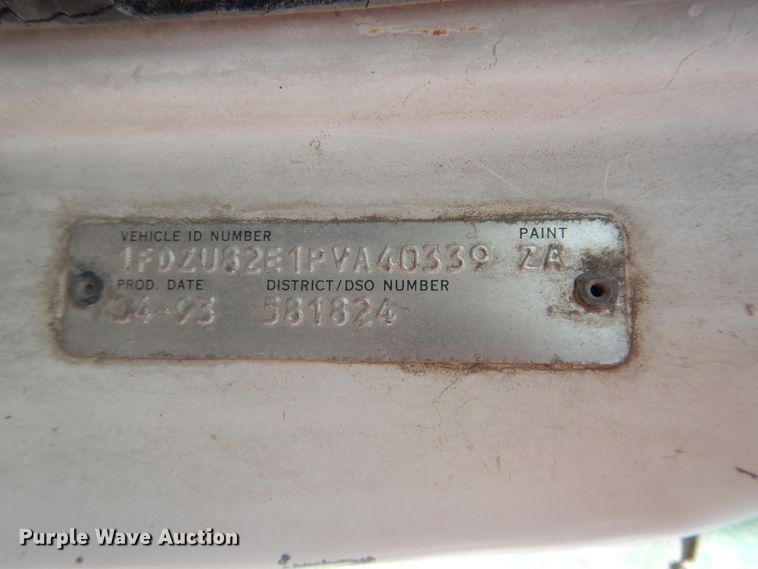 VEHICLE ID NUMBER PAINT
1FDZU82E1PVA40339 ZA
PROD. DATE DISTRICT/DSO NUMBER
04-93 581824
Purple Wave Auction